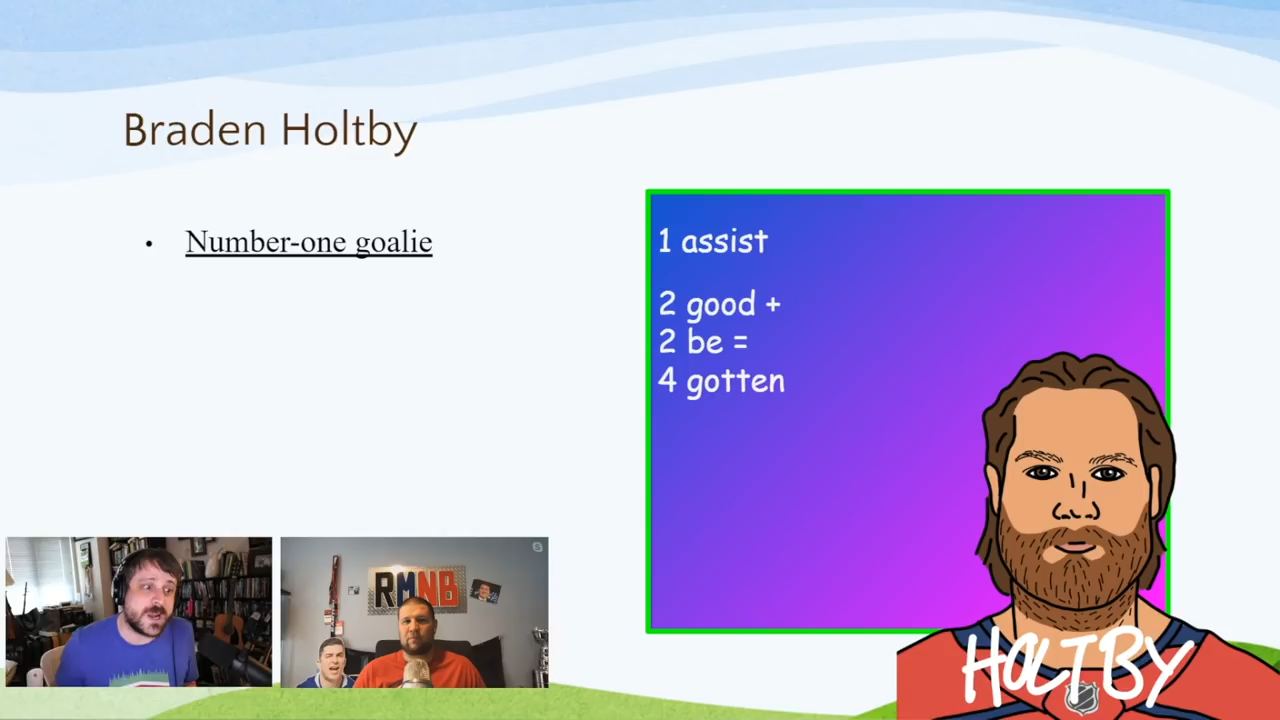 Braden Holtby
• Number-one goalie
1 assist
2 good +
2 be =
4 gotten
RMNB
HOLTBY